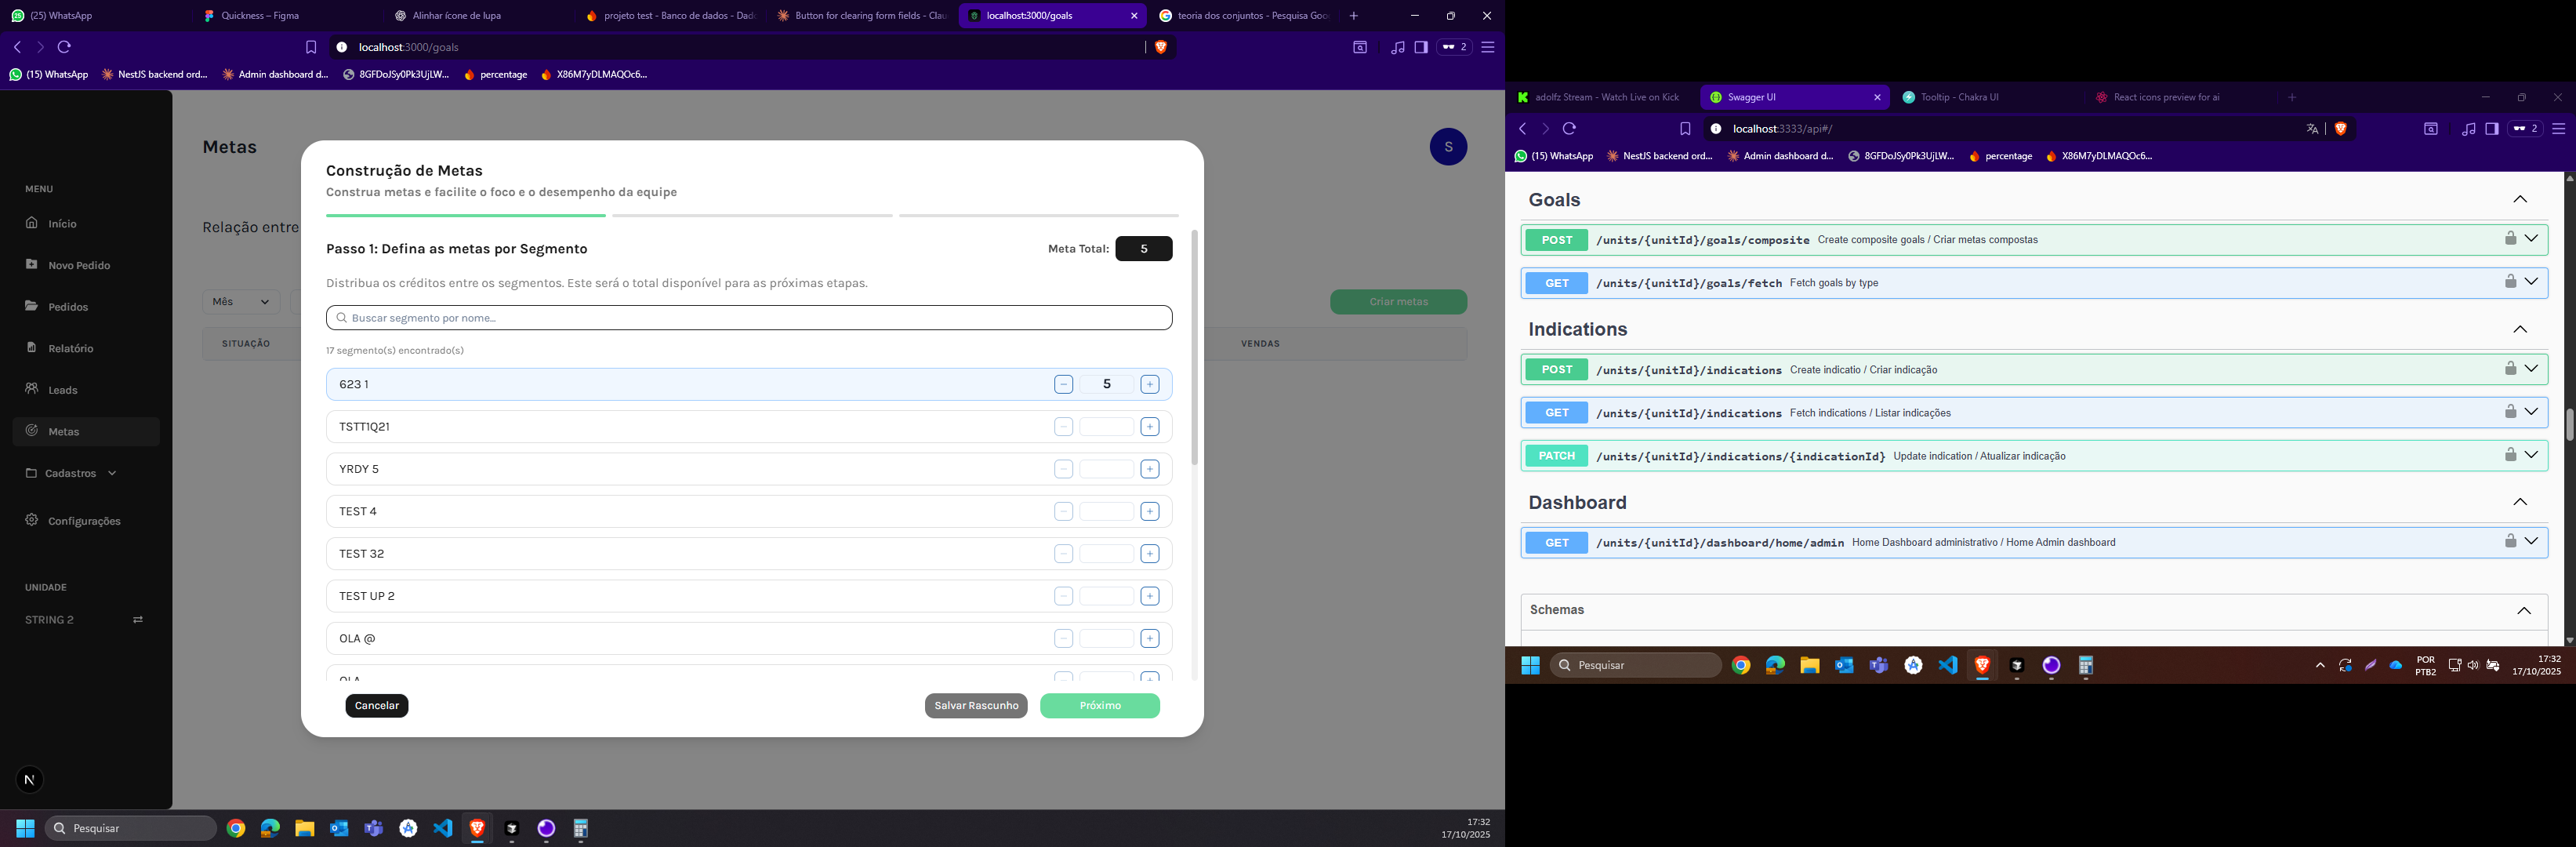 (25) WhatsApp
Quickness – Figma
Alinhar ícone de lupa
projeto test - Banco de dados - Dad
Button for clearing form fields - Clau
localhost:3000/goals
teoria dos conjuntos - Pesquisa Goo
localhost:3000/goals
2
(15) WhatsApp
NestJS backend ord...
Admin dashboard d...
8GFDoJSy0Pk3UjLW...
percentage
X86M7yDLMAQOc6...
MENU
Início
Novo Pedido
Pedidos
Relatório
Leads
Metas
Cadastros
Configurações
UNIDADE
STRING 2
N
Metas
S
Relação entre
Mês
Criar metas
SITUAÇÃO
VENDAS
Construção de Metas
Construa metas e facilite o foco e o desempenho da equipe
Passo 1: Defina as metas por Segmento
Meta Total: 5
Distribua os créditos entre os segmentos. Este será o total disponível para as próximas etapas.
Buscar segmento por nome...
17 segmento(s) encontrado(s)
623 1
− 5 +
TSTT1Q21
− +
YRDY 5
− +
TEST 4
− +
TEST 32
− +
TEST UP 2
− +
OLA @
− +
OLA
Cancelar
Salvar Rascunho
Próximo
Pesquisar
17:32
17/10/2025
adolfz Stream - Watch Live on Kick
Swagger UI
Tooltip - Chakra UI
React icons preview for ai
localhost:3333/api#/
2
(15) WhatsApp
NestJS backend ord...
Admin dashboard d...
8GFDoJSy0Pk3UjLW...
percentage
X86M7yDLMAQOc6...
Goals
POST /units/{unitId}/goals/composite Create composite goals / Criar metas compostas
GET /units/{unitId}/goals/fetch Fetch goals by type
Indications
POST /units/{unitId}/indications Create indicatio / Criar indicação
GET /units/{unitId}/indications Fetch indications / Listar indicações
PATCH /units/{unitId}/indications/{indicationId} Update indication / Atualizar indicação
Dashboard
GET /units/{unitId}/dashboard/home/admin Home Dashboard administrativo / Home Admin dashboard
Schemas
Pesquisar
POR
PTB2
17:32
17/10/2025